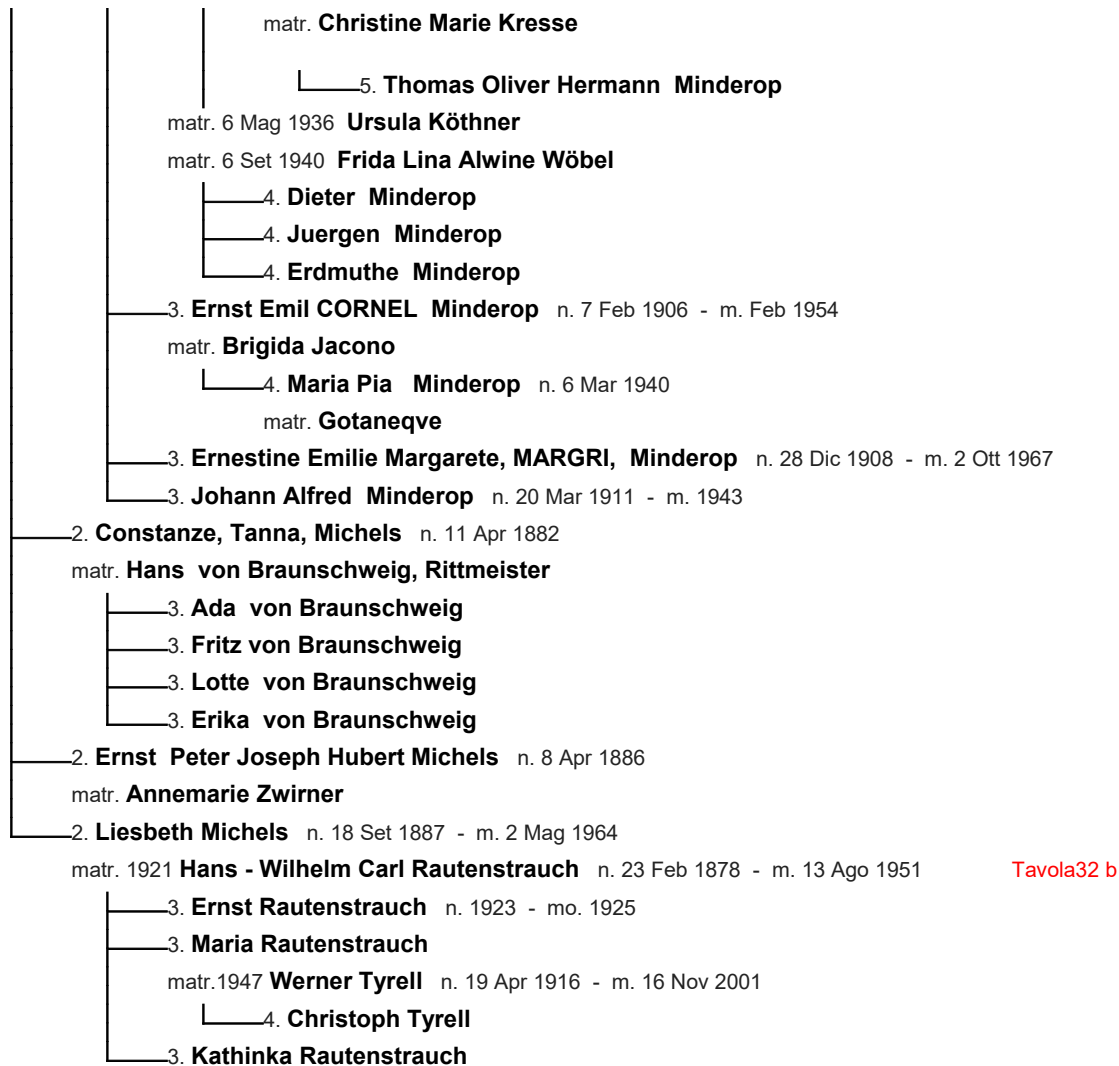 matr. Christine Marie Kresse
5. Thomas Oliver Hermann Minderop
matr. 6 Mag 1936 Ursula Köthner
matr. 6 Set 1940 Frida Lina Alwine Wöbel
4. Dieter Minderop
4. Juergen Minderop
4. Erdmuthe Minderop
3. Ernst Emil CORNEL Minderop n. 7 Feb 1906 - m. Feb 1954
matr. Brigida Jacono
4. Maria Pia Minderop n. 6 Mar 1940
matr. Gotaneqve
3. Ernestine Emilie Margarete, MARGRI, Minderop n. 28 Dic 1908 - m. 2 Ott 1967
3. Johann Alfred Minderop n. 20 Mar 1911 - m. 1943
2. Constanze, Tanna, Michels n. 11 Apr 1882
matr. Hans von Braunschweig, Rittmeister
3. Ada von Braunschweig
3. Fritz von Braunschweig
3. Lotte von Braunschweig
3. Erika von Braunschweig
2. Ernst Peter Joseph Hubert Michels n. 8 Apr 1886
matr. Annemarie Zwirner
2. Liesbeth Michels n. 18 Set 1887 - m. 2 Mag 1964
matr. 1921 Hans - Wilhelm Carl Rautenstrauch n. 23 Feb 1878 - m. 13 Ago 1951 Tavola32 b
3. Ernst Rautenstrauch n. 1923 - mo. 1925
3. Maria Rautenstrauch
matr.1947 Werner Tyrell n. 19 Apr 1916 - m. 16 Nov 2001
4. Christoph Tyrell
3. Kathinka Rautenstrauch